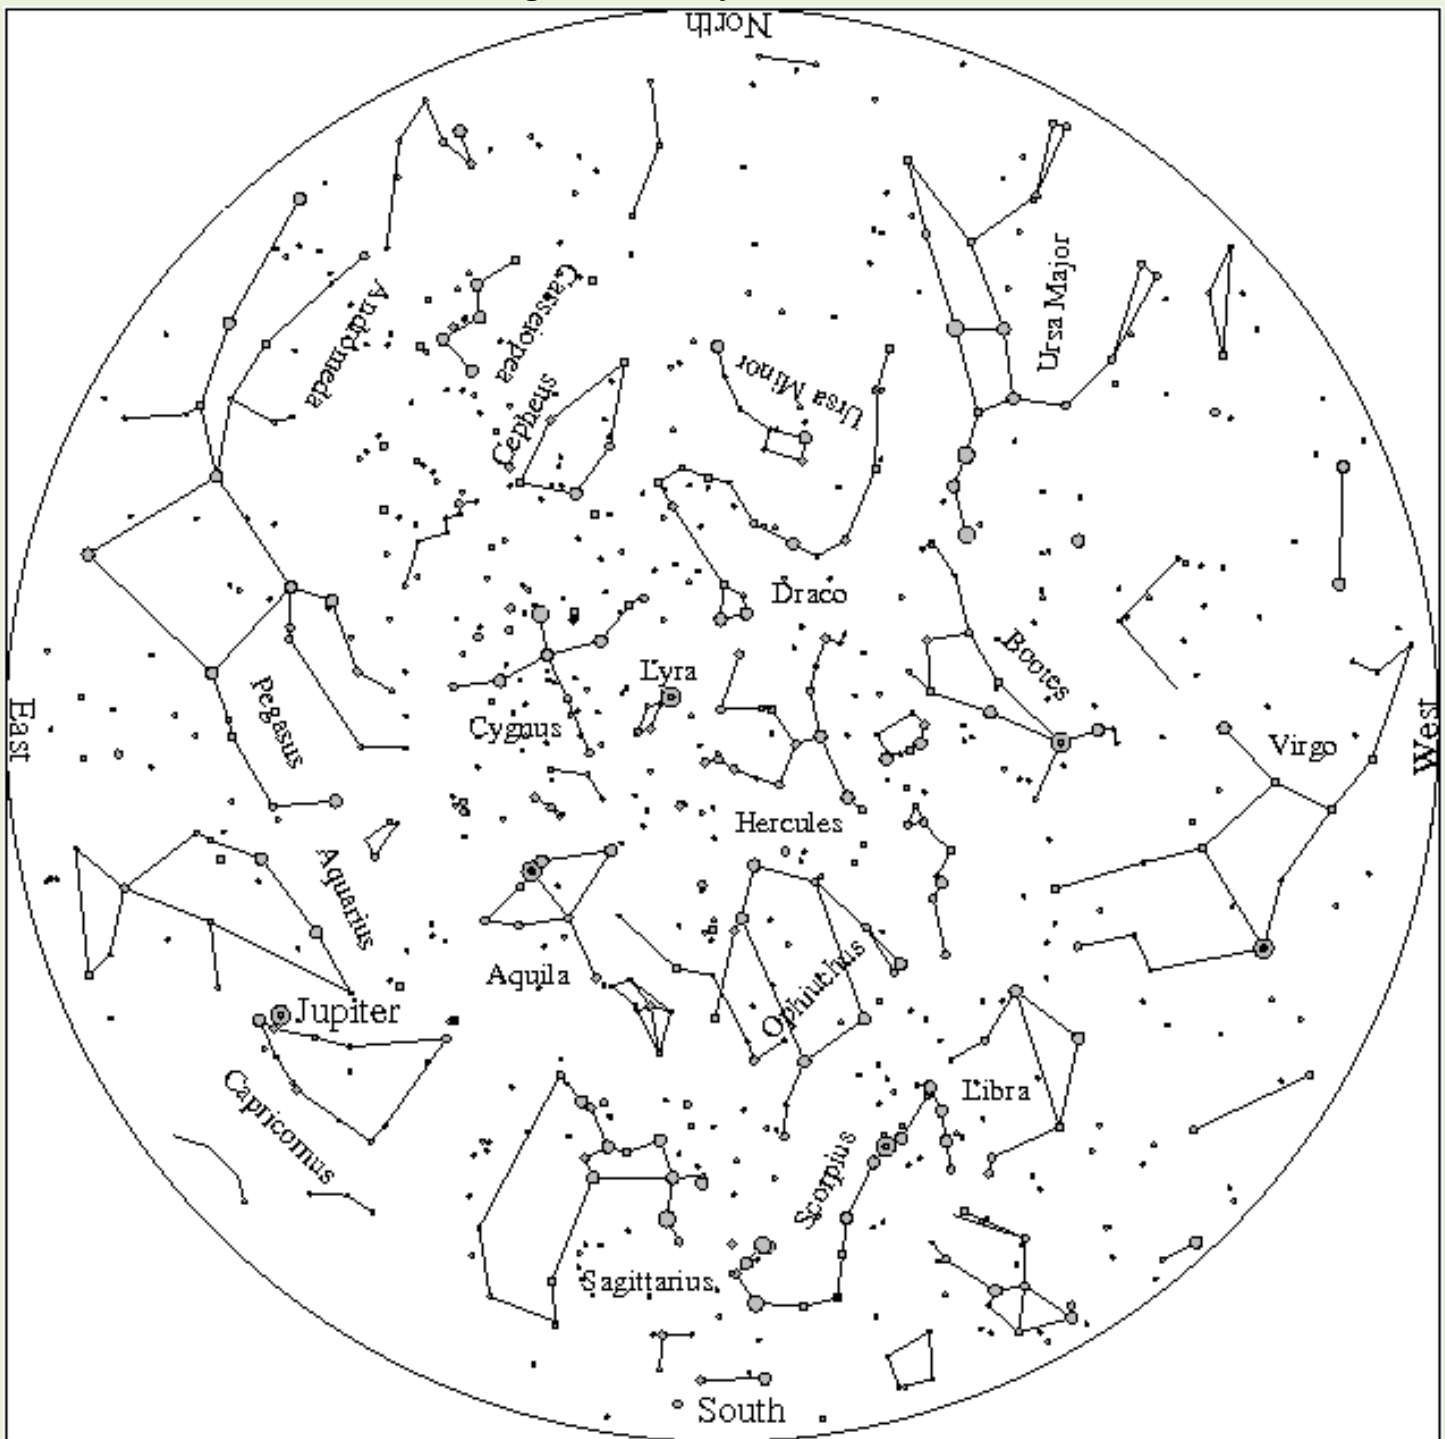 North
Ursa Major
Casseiopea
Andromeda
Ursa Minor
Cepheus
Draco
Bootes
Lyra
Pegasus
Cygnus
East
West
Virgo
Hercules
Aquarius
Aquila
Ophiuchus
Jupiter
Libra
Capricornus
Scorpius
Sagittarius
South